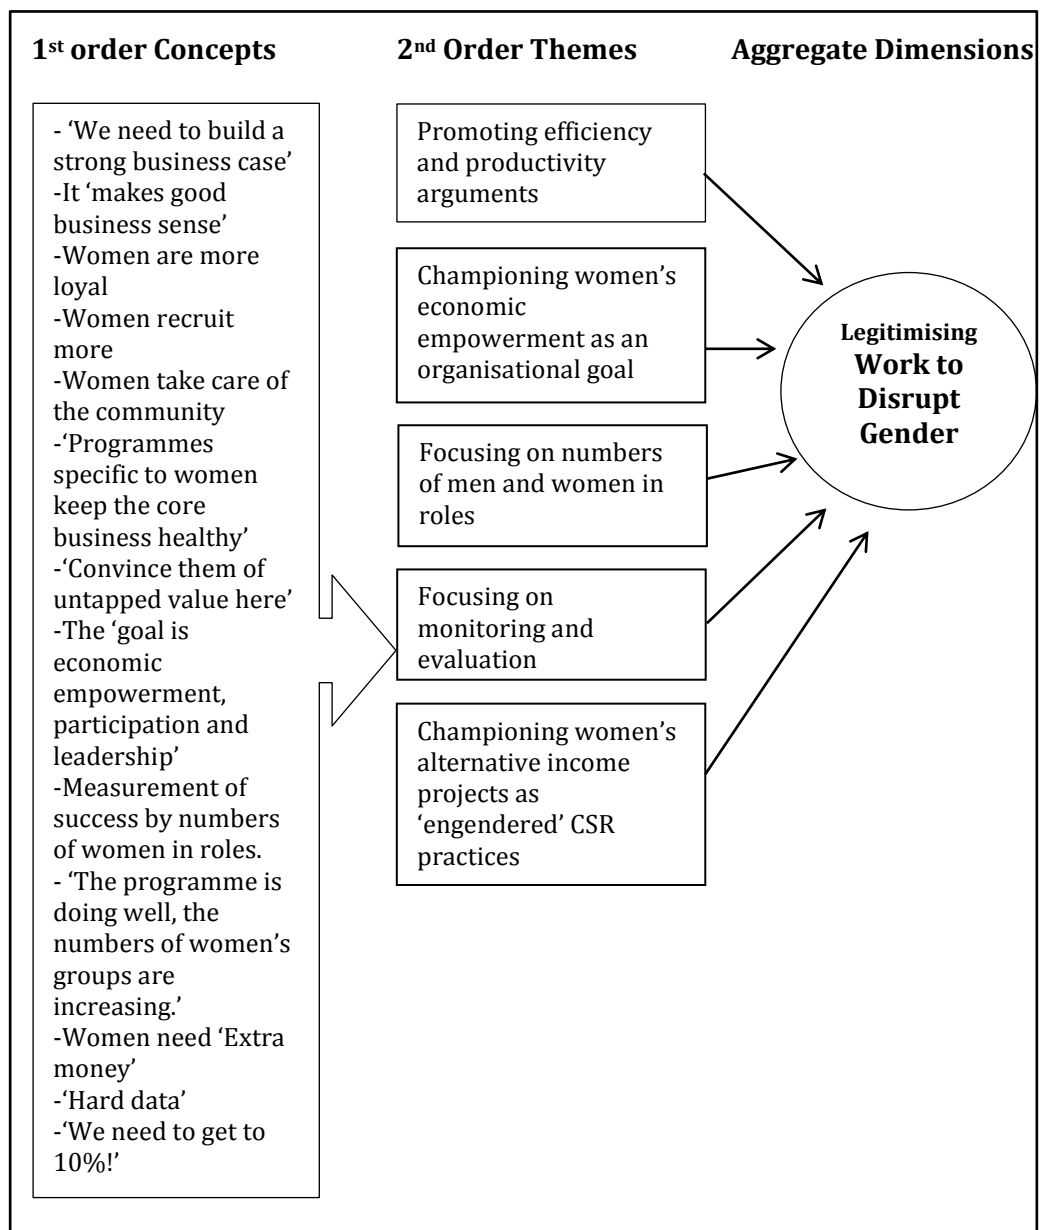 1st order Concepts
2nd Order Themes
Aggregate Dimensions
- ‘We need to build a
strong business case’
-It ‘makes good
business sense’
-Women are more
loyal
-Women recruit
more
-Women take care of
the community
-‘Programmes
specific to women
keep the core
business healthy’
-‘Convince them of
untapped value here’
-The ‘goal is
economic
empowerment,
participation and
leadership’
-Measurement of
success by numbers
of women in roles.
- ‘The programme is
doing well, the
numbers of women’s
groups are
increasing.’
-Women need ‘Extra
money’
-‘Hard data’
-‘We need to get to
10%!’
Promoting efficiency
and productivity
arguments
Championing women’s
economic
empowerment as an
organisational goal
Focusing on numbers
of men and women in
roles
Focusing on
monitoring and
evaluation
Championing women’s
alternative income
projects as
‘engendered’ CSR
practices
Legitimising
Work to
Disrupt
Gender